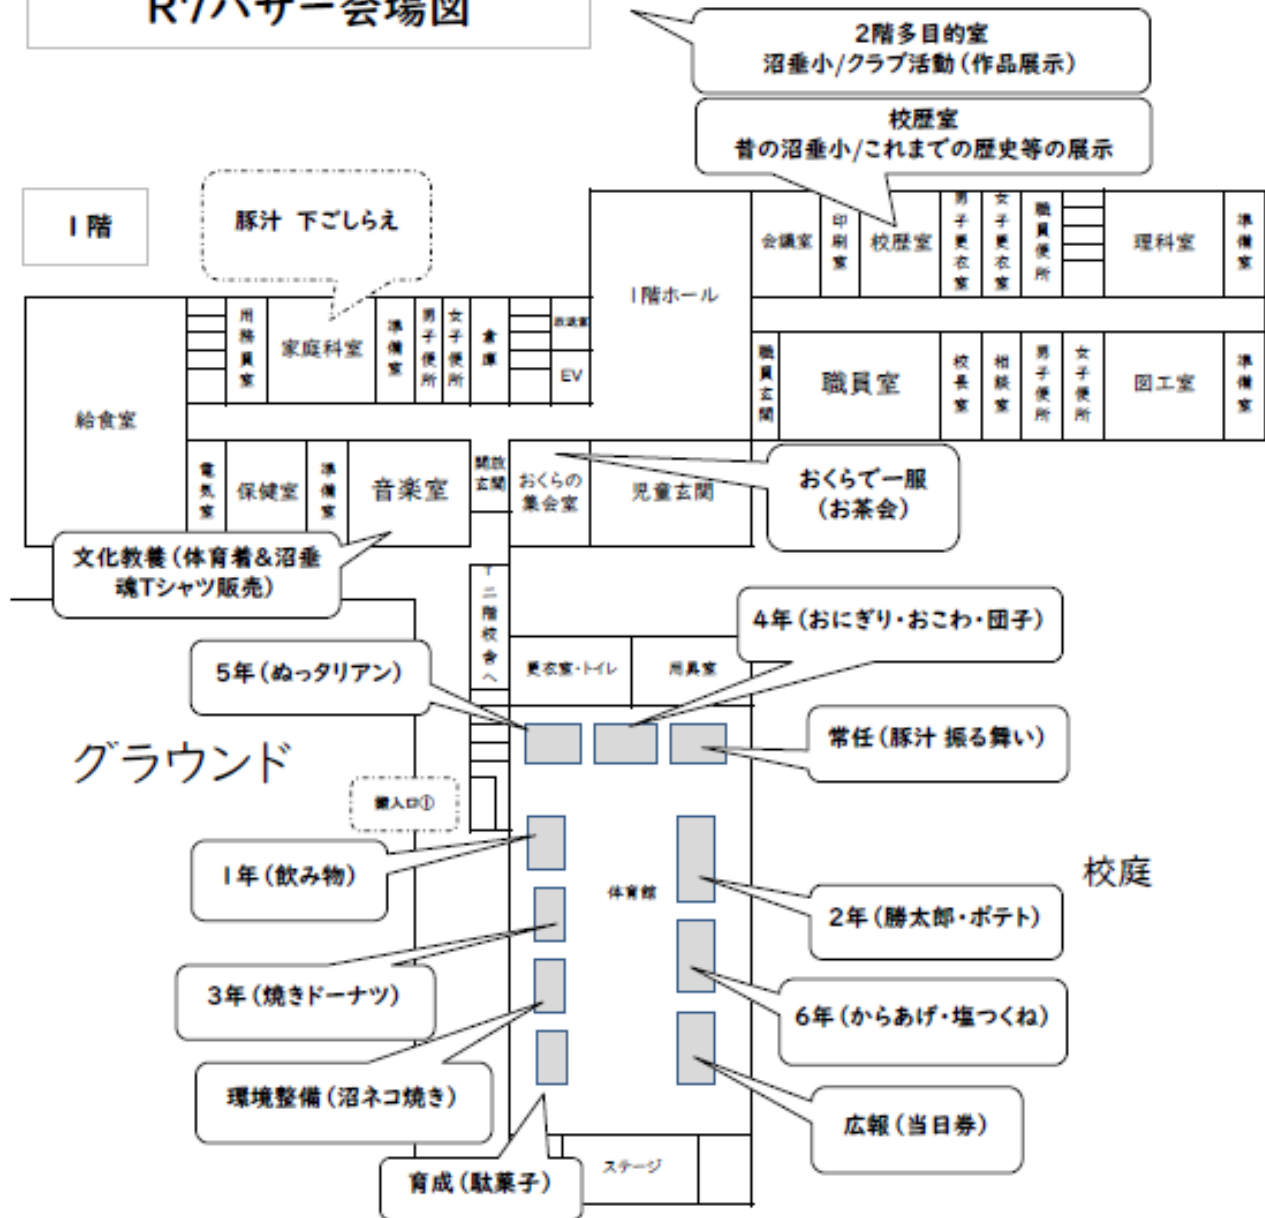 R7バザー会場図
2階多目的室
沼垂小/クラブ活動(作品展示)
校歴室
昔の沼垂小/これまでの歴史等の展示
1階
豚汁 下ごしらえ
1階ホール
会議室
印刷室
校歴室
男子更衣室
女子更衣室
職員便所
理科室
準備室
用務員室
家庭科室
準備室
男子便所
女子便所
倉庫
放送室
EV
給食室
職員玄関
職員室
校長室
相談室
男子便所
女子便所
図工室
準備室
電気室
保健室
準備室
音楽室
開放
玄関
おくらの
集会室
児童玄関
おくらで一服
(お茶会)
文化教養(体育着&沼垂
魂Tシャツ販売)
二階校舎へ
4年(おにぎり・おこわ・団子)
5年(ぬっタリアン)
更衣室・トイレ
用具室
常任(豚汁 振る舞い)
グラウンド
搬入口①
1年(飲み物)
体育館
校庭
2年(勝太郎・ポテト)
3年(焼きドーナツ)
6年(からあげ・塩つくね)
環境整備(沼ネコ焼き)
広報(当日券)
育成(駄菓子)
ステージ